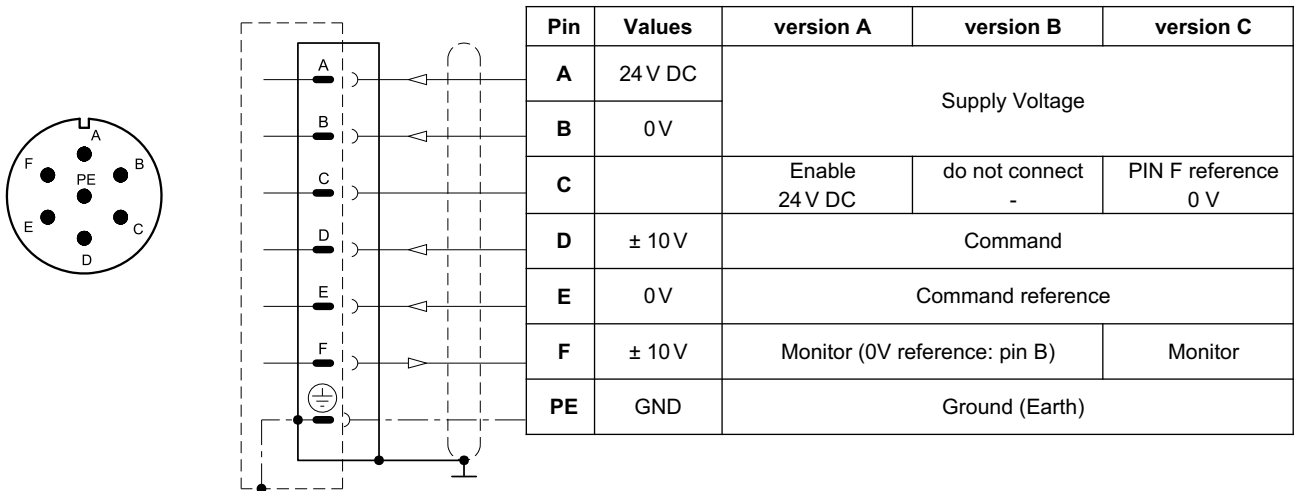 A
F
B
PE
E
C
D
A
B
C
D
E
F
Pin Values version A version B version C
A 24 V DC
Supply Voltage
B 0 V
C Enable do not connect PIN F reference
24 V DC - 0 V
D ± 10 V Command
E 0 V Command reference
F ± 10 V Monitor (0V reference: pin B) Monitor
PE GND Ground (Earth)